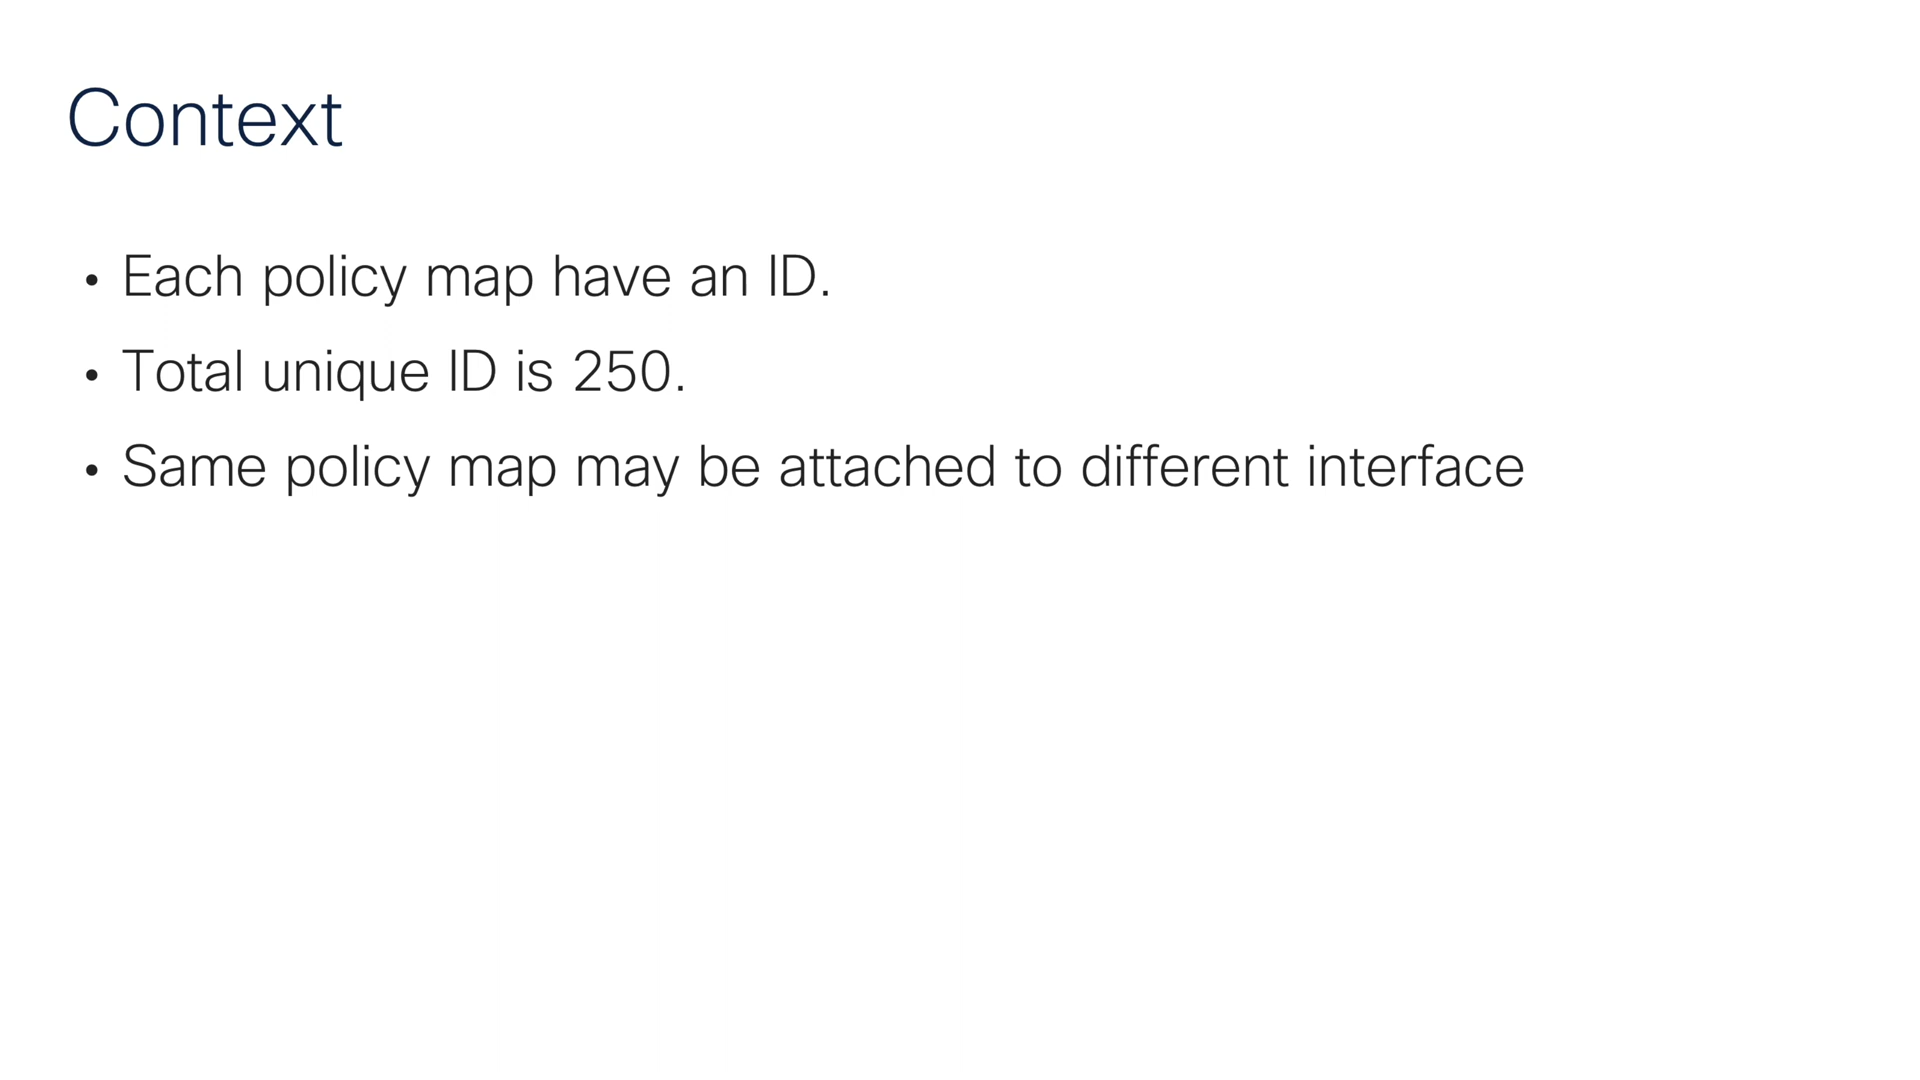 Context
• Each policy map have an ID.
• Total unique ID is 250.
• Same policy map may be attached to different interface